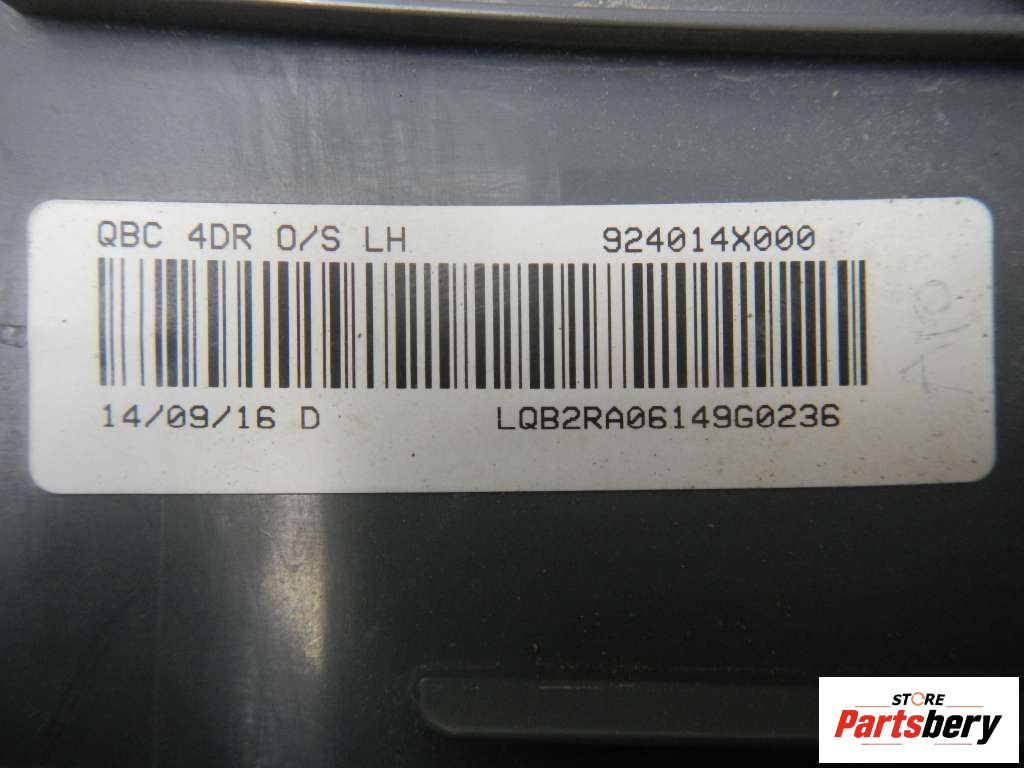 QBC 4DR O/S LH 924014X000
14/09/16 D LQB2RA06149G0236
STORE
Partsbery